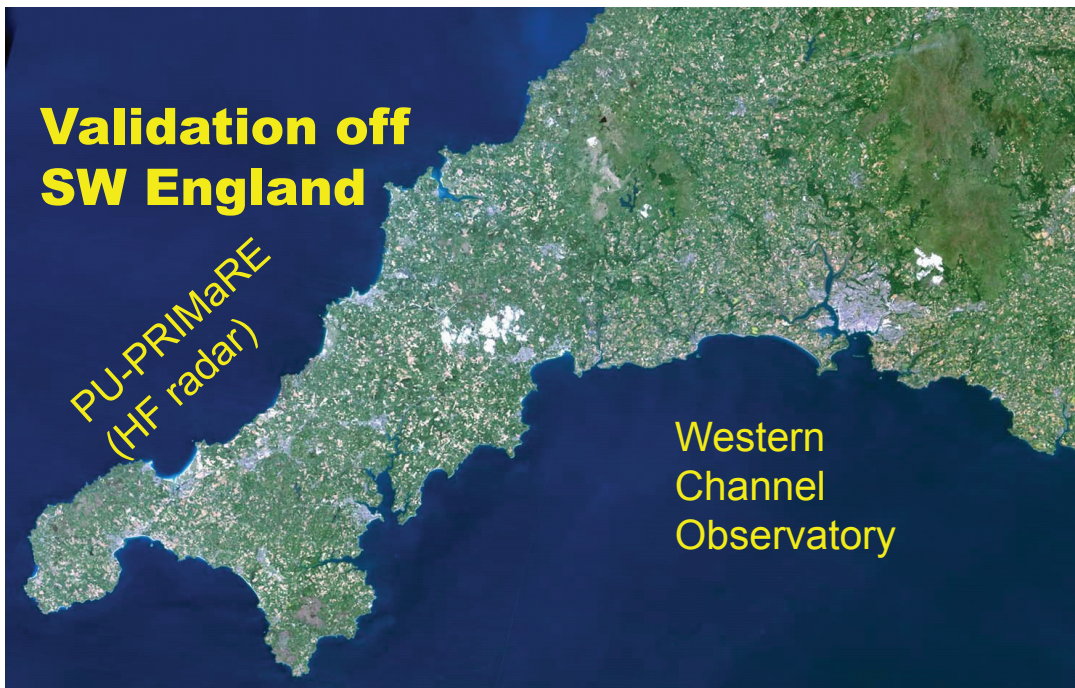 Validation off
SW England
PU-PRIMaRE
(HF radar)
Western
Channel
Observatory